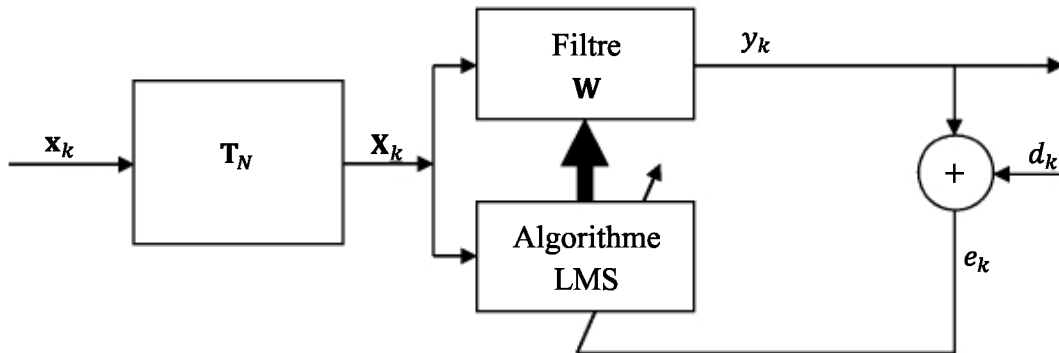 x_k
T_N
X_k
Filtre
W
y_k
+
d_k
Algorithme
LMS
e_k